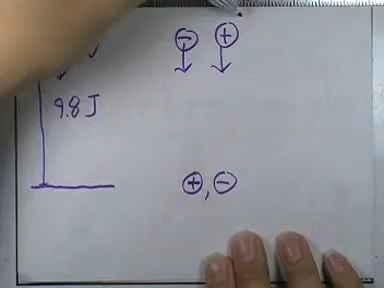 ⊖ ⊕
9.8 J
⊕, ⊖